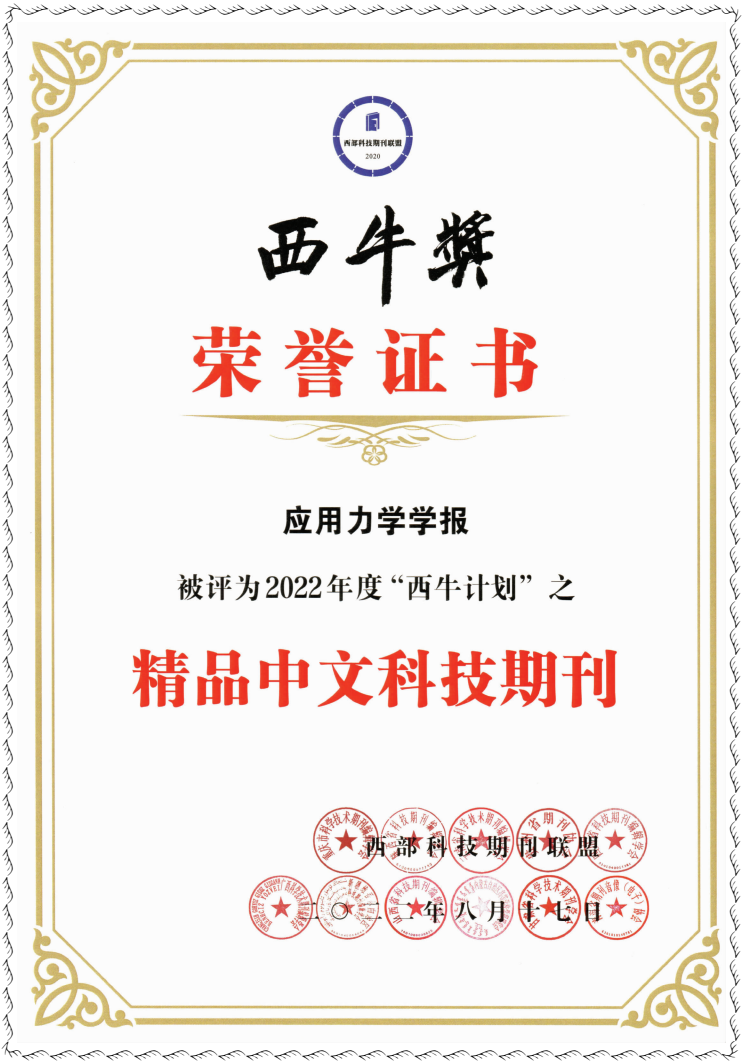 西部科技期刊联盟
2020
西牛奖
荣誉证书
应用力学学报
被评为2022年度“西牛计划”之
精品中文科技期刊
西部科技期刊联盟
二〇二二年八月十七日